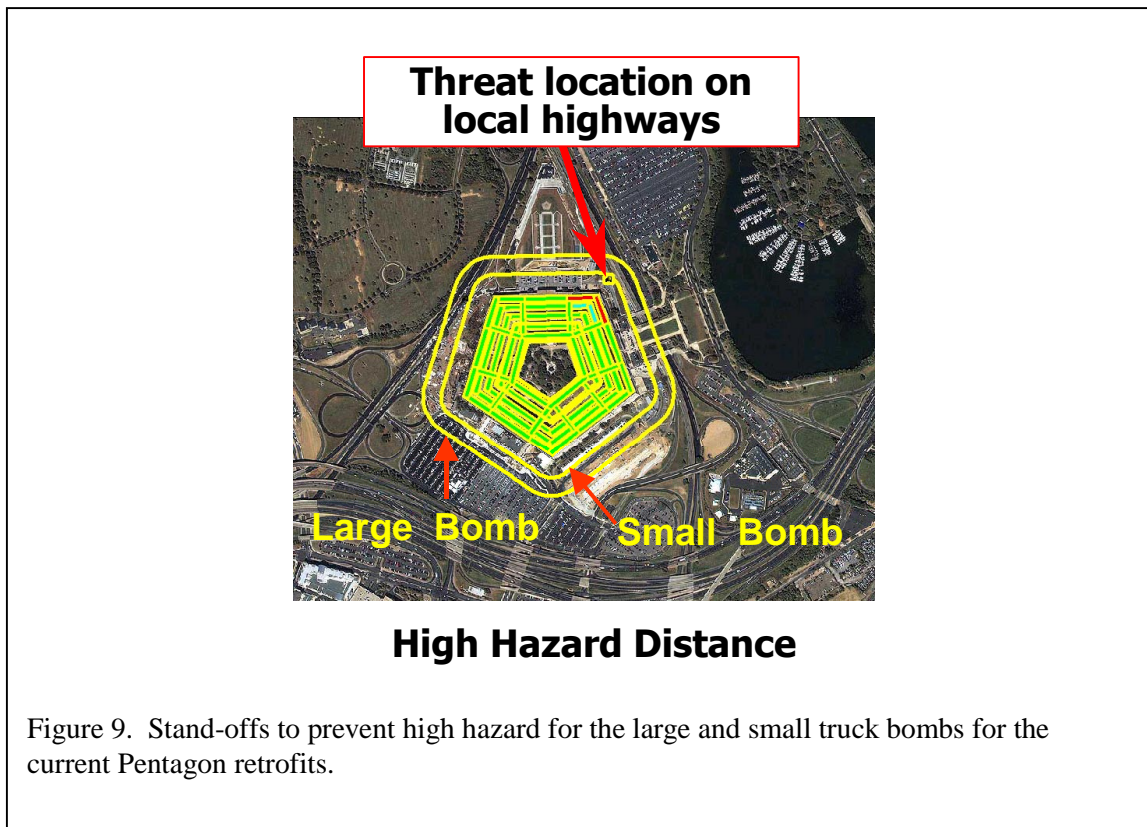 Threat location on
local highways
Large Bomb
Small Bomb
High Hazard Distance
Figure 9. Stand-offs to prevent high hazard for the large and small truck bombs for the
current Pentagon retrofits.